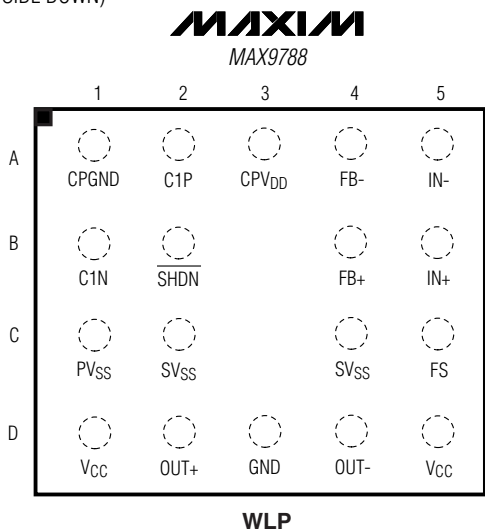 SIDE DOWN)
MAXIM
MAX9788
1 2 3 4 5
A
CPGND C1P CPVDD FB- IN-
B
C1N SHDN FB+ IN+
C
PVSS SVSS SVSS FS
D
VCC OUT+ GND OUT- VCC
WLP